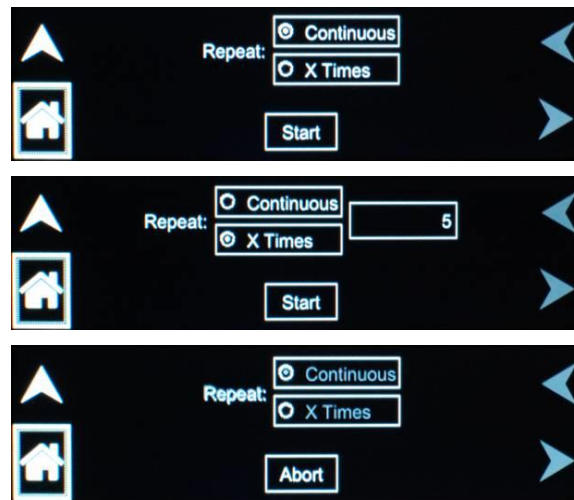 Continuous
Repeat:
X Times
Start
Continuous
Repeat:
5
X Times
Start
Continuous
Repeat:
X Times
Abort